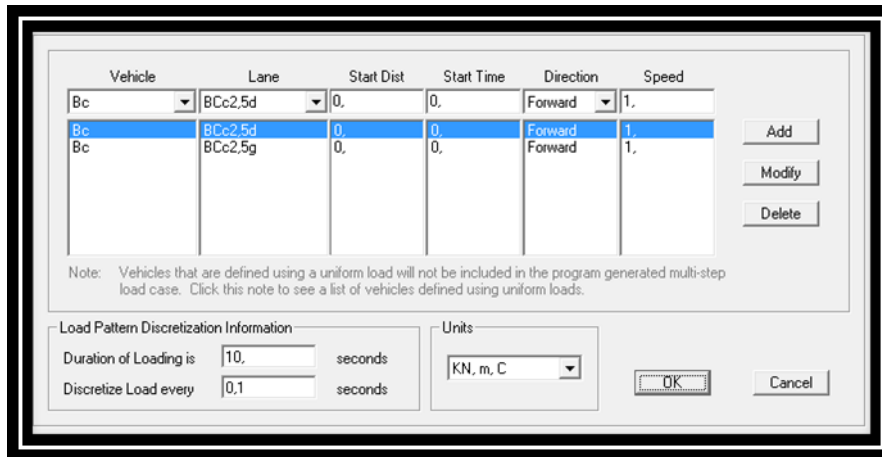 Vehicle Lane Start Dist Start Time Direction Speed
Bc BCc2,5d 0, 0, Forward 1,
Bc BCc2,5d 0, 0, Forward 1,
Bc BCc2,5g 0, 0, Forward 1,
Add
Modify
Delete
Note: Vehicles that are defined using a uniform load will not be included in the program generated multi-step
load case. Click this note to see a list of vehicles defined using uniform loads.
Load Pattern Discretization Information
Duration of Loading is 10, seconds
Discretize Load every 0,1 seconds
Units
KN, m, C
OK
Cancel